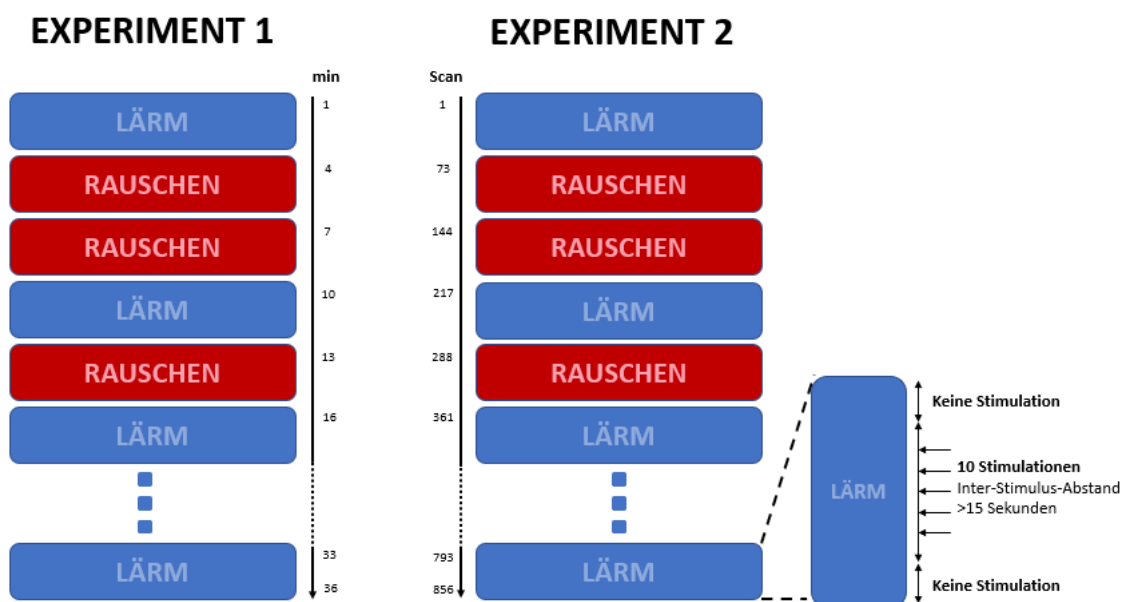 EXPERIMENT 1
min
LÄRM
1
RAUSCHEN
4
RAUSCHEN
7
LÄRM
10
RAUSCHEN
13
LÄRM
16
LÄRM
33
36
EXPERIMENT 2
Scan
1
LÄRM
73
RAUSCHEN
144
RAUSCHEN
217
LÄRM
288
RAUSCHEN
361
LÄRM
793
LÄRM
856
LÄRM
Keine Stimulation
10 Stimulationen
Inter-Stimulus-Abstand
>15 Sekunden
Keine Stimulation